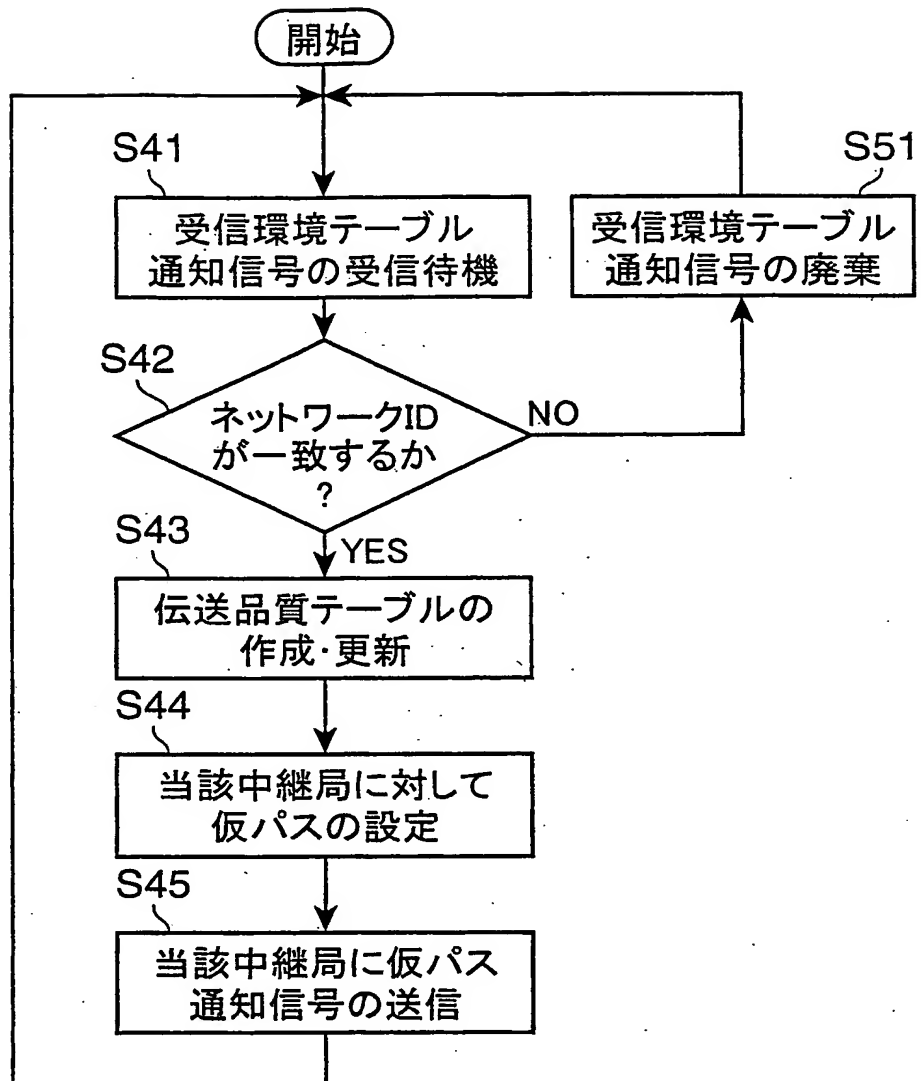 開始
S41
受信環境テーブル
通知信号の受信待機
S51
受信環境テーブル
通知信号の廃棄
S42
ネットワークID
が一致するか
?
NO
YES
S43
伝送品質テーブルの
作成・更新
S44
当該中継局に対して
仮パスの設定
S45
当該中継局に仮パス
通知信号の送信